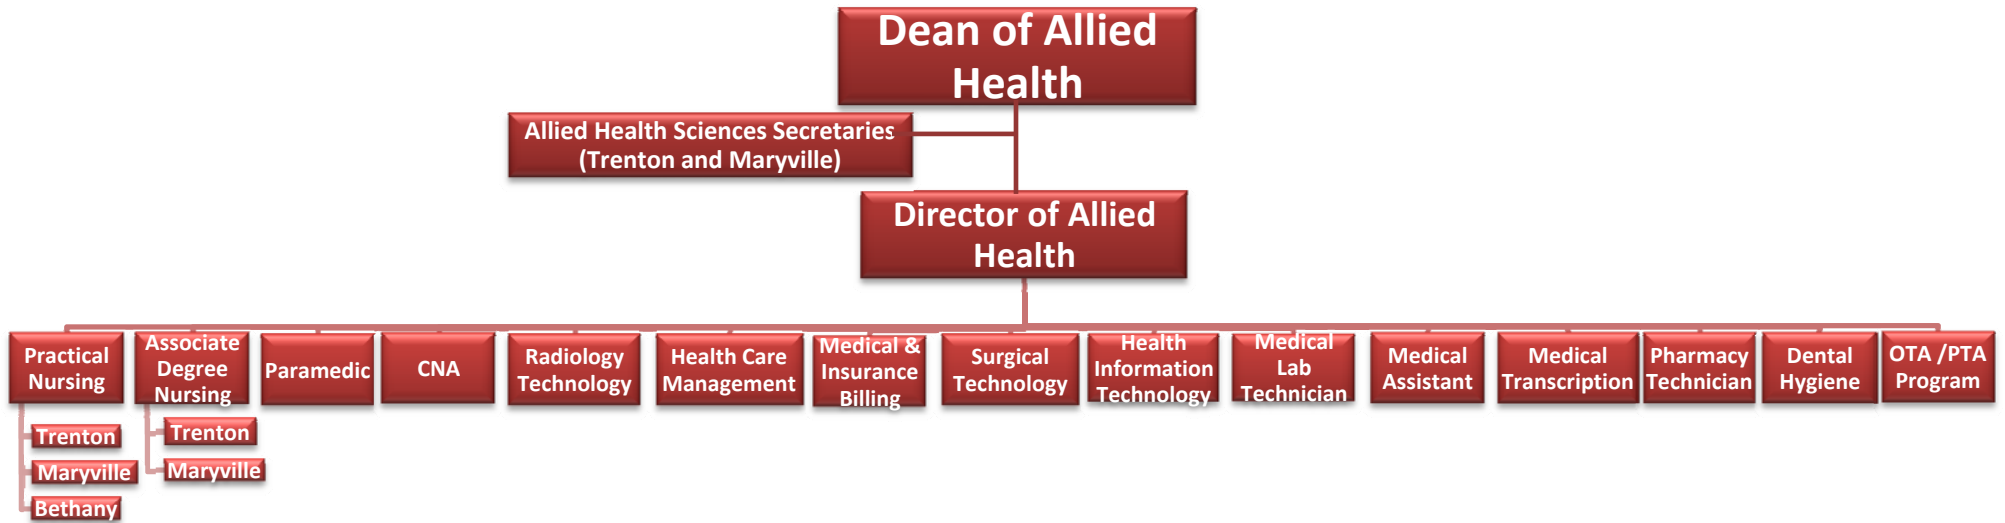 Dean of Allied
Health
Allied Health Sciences Secretaries
(Trenton and Maryville)
Director of Allied
Health
Practical
Nursing
Associate
Degree
Nursing
Paramedic
CNA
Radiology
Technology
Health Care
Management
Medical &
Insurance
Billing
Surgical
Technology
Health
Information
Technology
Medical
Lab
Technician
Medical
Assistant
Medical
Transcription
Pharmacy
Technician
Dental
Hygiene
OTA /PTA
Program
Trenton
Maryville
Bethany
Trenton
Maryville